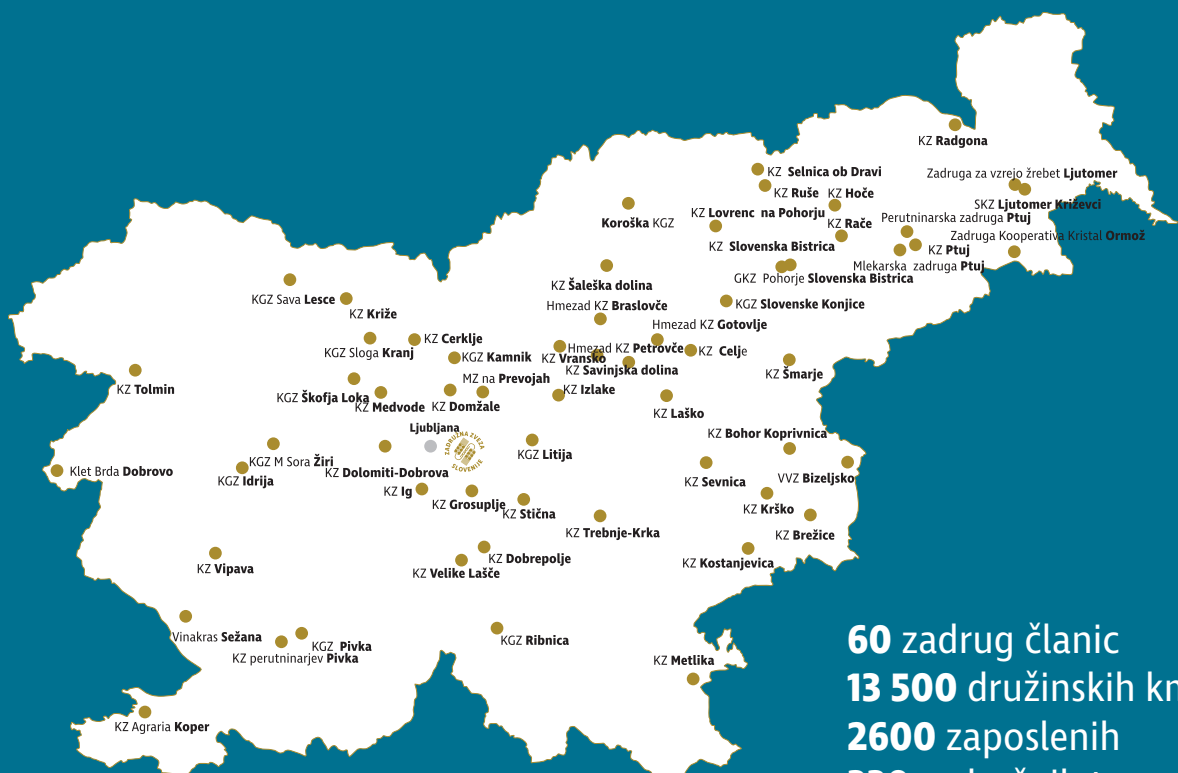 KZ Radgona
Zadruga za vzrejo žrebet Ljutomer
KZ Selnica ob Dravi
KZ Ruše
KZ Hoče
SKZ Ljutomer Križevci
KZ Lovrenc na Pohorju
Perutninarska zadruga Ptuj
Koroška KGZ
KZ Rače
Zadruga Kooperativa Kristal Ormož
KZ Slovenska Bistrica
KZ Ptuj
Mlekarska zadruga Ptuj
GKZ Pohorje Slovenska Bistrica
KZ Šaleška dolina
KGZ Sava Lesce
Hmezad KZ Braslovče
KGZ Slovenske Konjice
KZ Križe
Hmezad KZ Gotovlje
KZ Cerklje
KGZ Sloga Kranj
Hmezad KZ Petrovče
KZ Celje
KGZ Kamnik
KZ Vransko
KZ Savinjska dolina
KZ Šmarje
MZ na Prevojah
KZ Tolmin
KZ Izlake
KGZ Škofja Loka
KZ Medvode
KZ Domžale
KZ Laško
Ljubljana
KZ Bohor Koprivnica
ZADRUŽNA ZVEZA
SLOVENIJE
KGZ Litija
KGZ M Sora Žiri
Klet Brda Dobrovo
KZ Dolomiti-Dobrova
KGZ Idrija
KZ Sevnica
VVZ Bizeljsko
KZ Ig
KZ Grosuplje
KZ Stična
KZ Krško
KZ Trebnje-Krka
KZ Brežice
KZ Dobrepolje
KZ Kostanjevica
KZ Vipava
KZ Velike Lašče
Vinakras Sežana
KGZ Ribnica
KGZ Pivka
KZ perutninarjev Pivka
KZ Metlika
KZ Agraria Koper
60 zadrug članic
13 500 družinskih
2600 zaposlenih